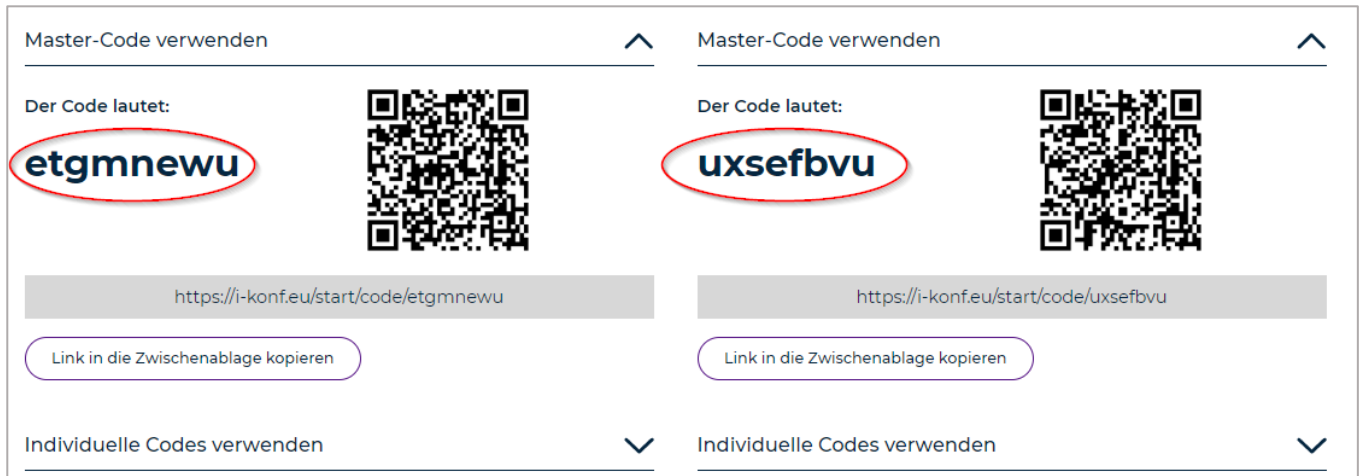 Master-Code verwenden
Der Code lautet:
etgmnewu
https://i-konf.eu/start/code/etgmnewu
Link in die Zwischenablage kopieren
Individuelle Codes verwenden
Master-Code verwenden
Der Code lautet:
uxsefbvu
https://i-konf.eu/start/code/uxsefbvu
Link in die Zwischenablage kopieren
Individuelle Codes verwenden